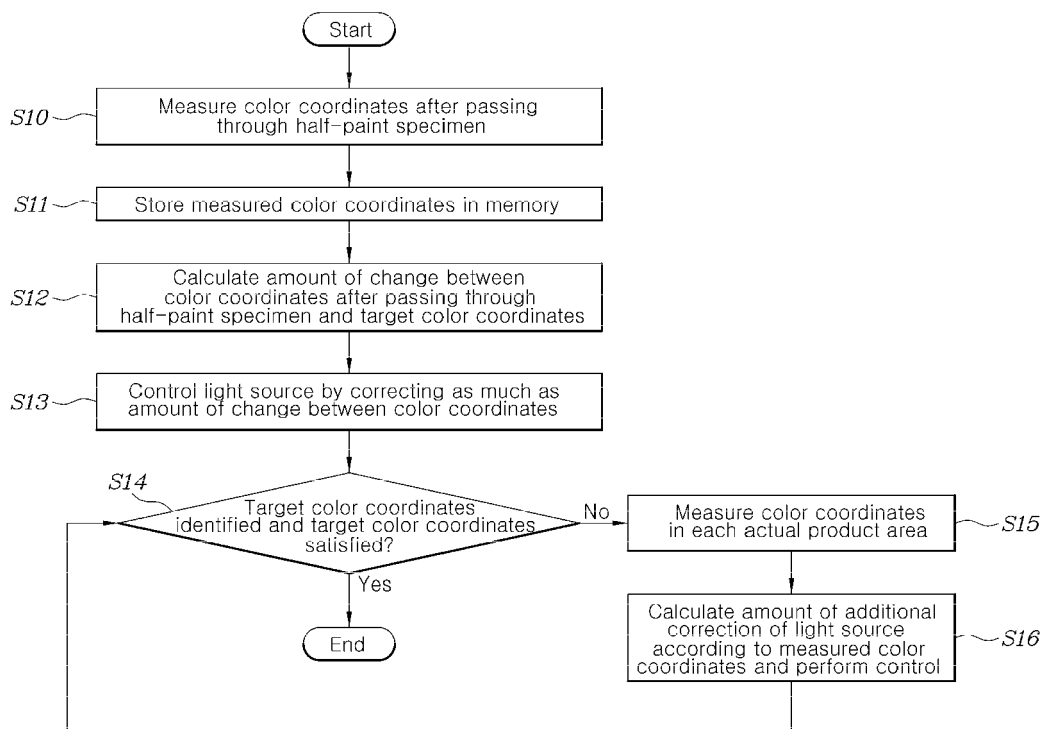 Start
S10
Measure color coordinates after passing
through half-paint specimen
S11
Store measured color coordinates in memory
S12
Calculate amount of change between
color coordinates after passing through
half-paint specimen and target color coordinates
S13
Control light source by correcting as much as
amount of change between color coordinates
S14
Target color coordinates
identified and target color coordinates
satisfied?
No
Yes
End
Measure color coordinates
in each actual product area
S15
Calculate amount of additional
correction of light source
according to measured color
coordinates and perform control
S16